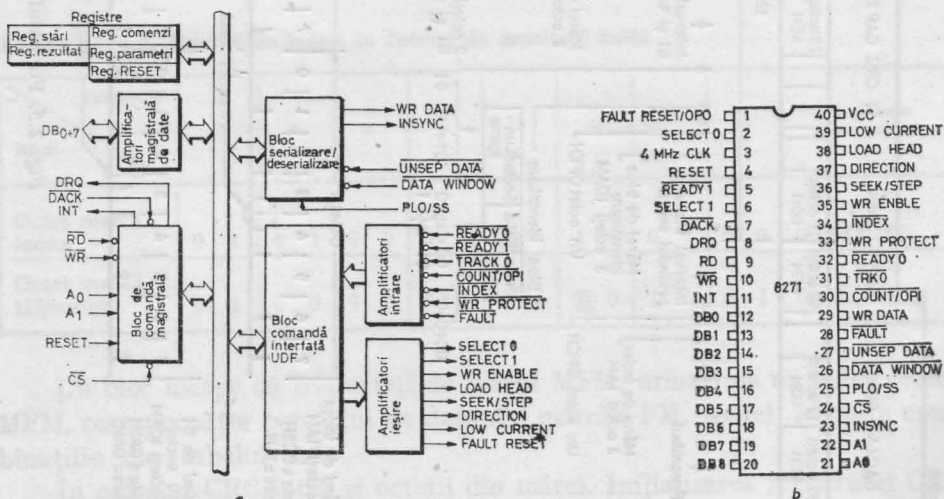 Registre
Reg. stări
Reg. comenzi
Reg. rezultat
Reg. parametri
Reg. RESET
DB0÷7
Amplifica-
tori
magistrală
de date
DRQ
DACK
INT
RD
WR
A0
A1
RESET
CS
Bloc de
comandă
magistrală
Bloc
serializare/
deserializare
WR DATA
INSYNC
UNSEP DATA
DATA WINDOW
PLO/SS
Bloc
comandă
interfață
UDF
Amplificatori
intrare
READY 0
READY 1
TRACK 0
COUNT/OPI
INDEX
WR PROTECT
FAULT
Amplificatori
ieșire
SELECT 0
SELECT 1
WR ENABLE
LOAD HEAD
SEEK/STEP
DIRECTION
LOW CURRENT
FAULT RESET
8271
FAULT RESET/OPO 1 40 VCC
SELECT 0 2 39 LOW CURRENT
4 MHz CLK 3 38 LOAD HEAD
RESET 4 37 DIRECTION
READY 1 5 36 SEEK/STEP
SELECT 1 6 35 WR ENBLE
DACK 7 34 INDEX
DRQ 8 33 WR PROTECT
RD 9 32 READY 0
WR 10 31 TRK0
INT 11 30 COUNT/OPI
DB0 12 29 WR DATA
DB1 13 28 FAULT
DB2 14 27 UNSEP DATA
DB3 15 26 DATA WINDOW
DB4 16 25 PLO/SS
DB5 17 24 CS
DB6 18 23 INSYNC
DB7 19 22 A1
DB8 20 21 A0
b